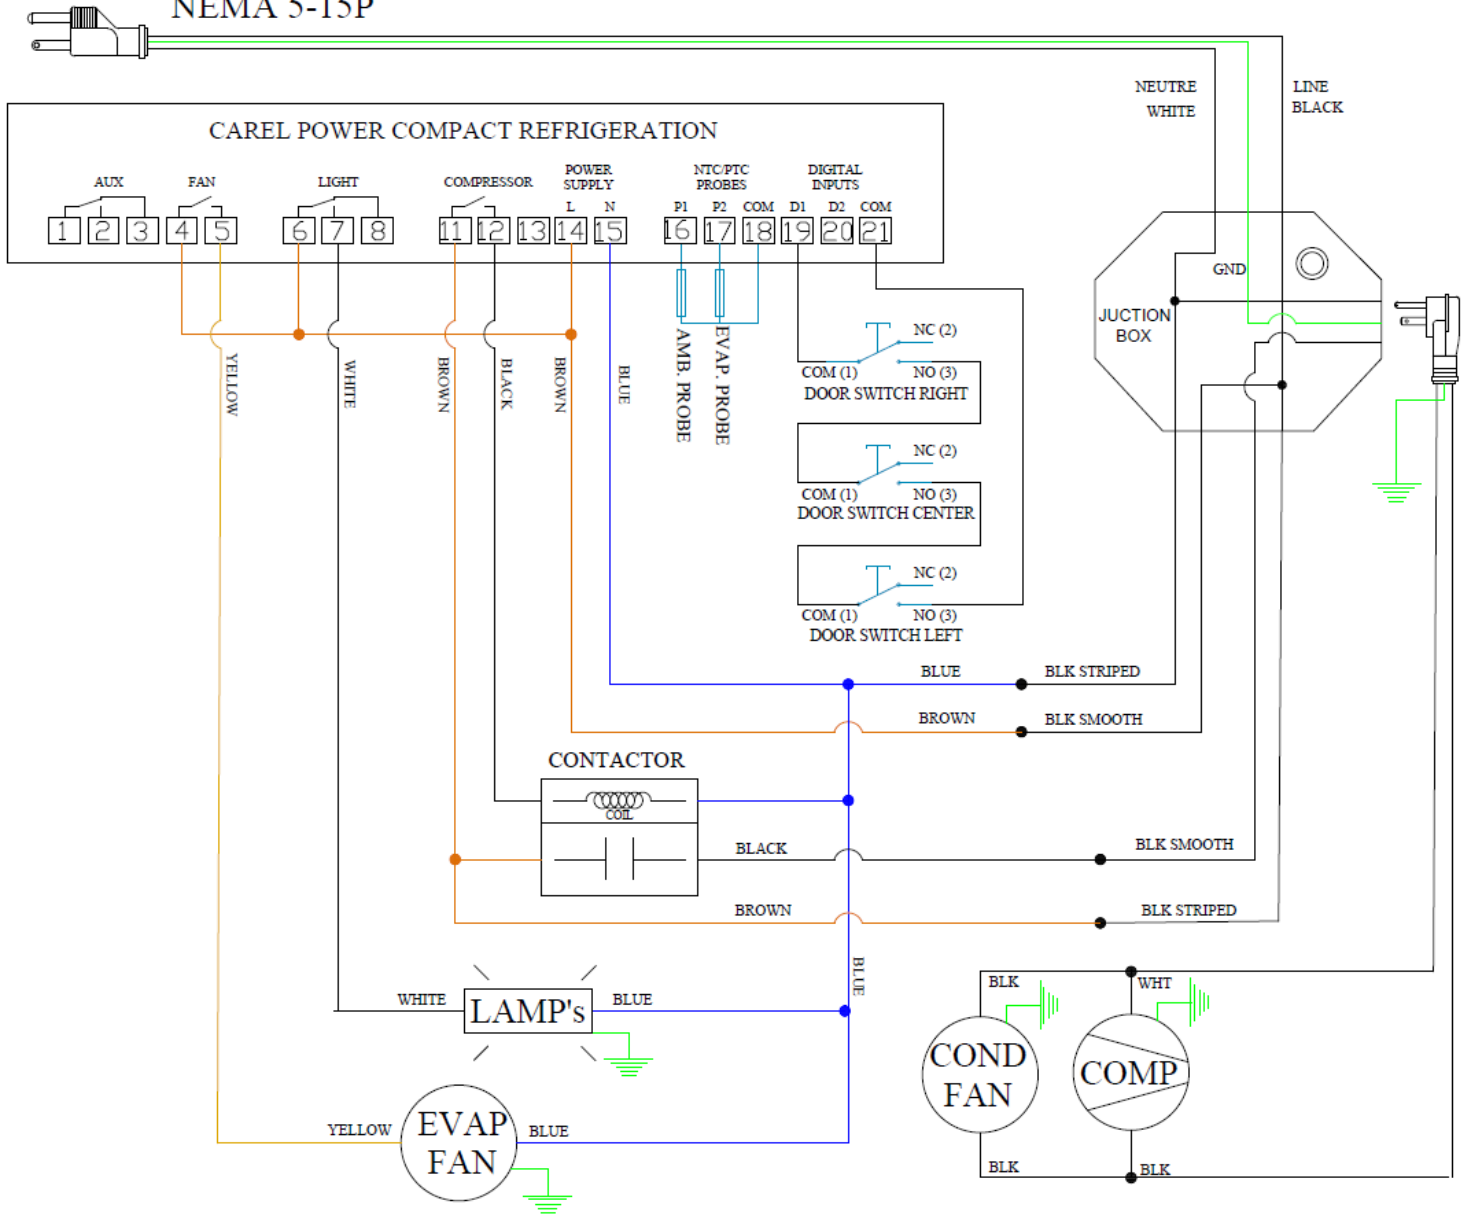 NEMA 5-15P
NEUTRE
WHITE
LINE
BLACK
CAREL POWER COMPACT REFRIGERATION
AUX
FAN
LIGHT
COMPRESSOR
POWER
SUPPLY
L
N
NTC/PTC
PROBES
P1
P2
COM
DIGITAL
INPUTS
D1
D2
COM
1
2
3
4
5
6
7
8
11
12
13
14
15
16
17
18
19
20
21
GND
JUCTION
BOX
YELLOW
WHITE
BROWN
BLACK
BROWN
BLUE
AMB. PROBE
EVAP. PROBE
NC (2)
COM (1)
NO (3)
DOOR SWITCH RIGHT
NC (2)
COM (1)
NO (3)
DOOR SWITCH CENTER
NC (2)
COM (1)
NO (3)
DOOR SWITCH LEFT
BLUE
BLK STRIPED
BROWN
BLK SMOOTH
CONTACTOR
COIL
BLACK
BLK SMOOTH
BROWN
BLK STRIPED
BLUE
WHITE
LAMP's
BLUE
YELLOW
EVAP
FAN
BLUE
BLK
WHT
COND
FAN
COMP
BLK
BLK